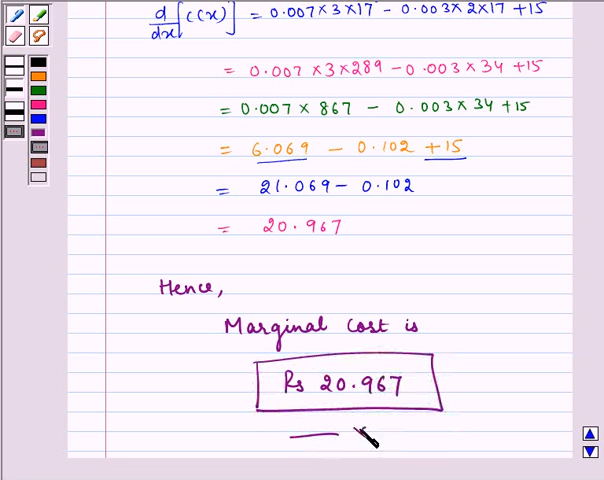 d/dx [C(x)] = 0.007×3×17 - 0.003×2×17 +15
= 0.007 ×3×289 - 0.003× 34 +15
= 0.007 × 867 - 0.003× 34 +15
= 6.069 - 0.102 +15
= 21.069 - 0.102
= 20.967
Hence,
Marginal Cost is
Rs 20.967